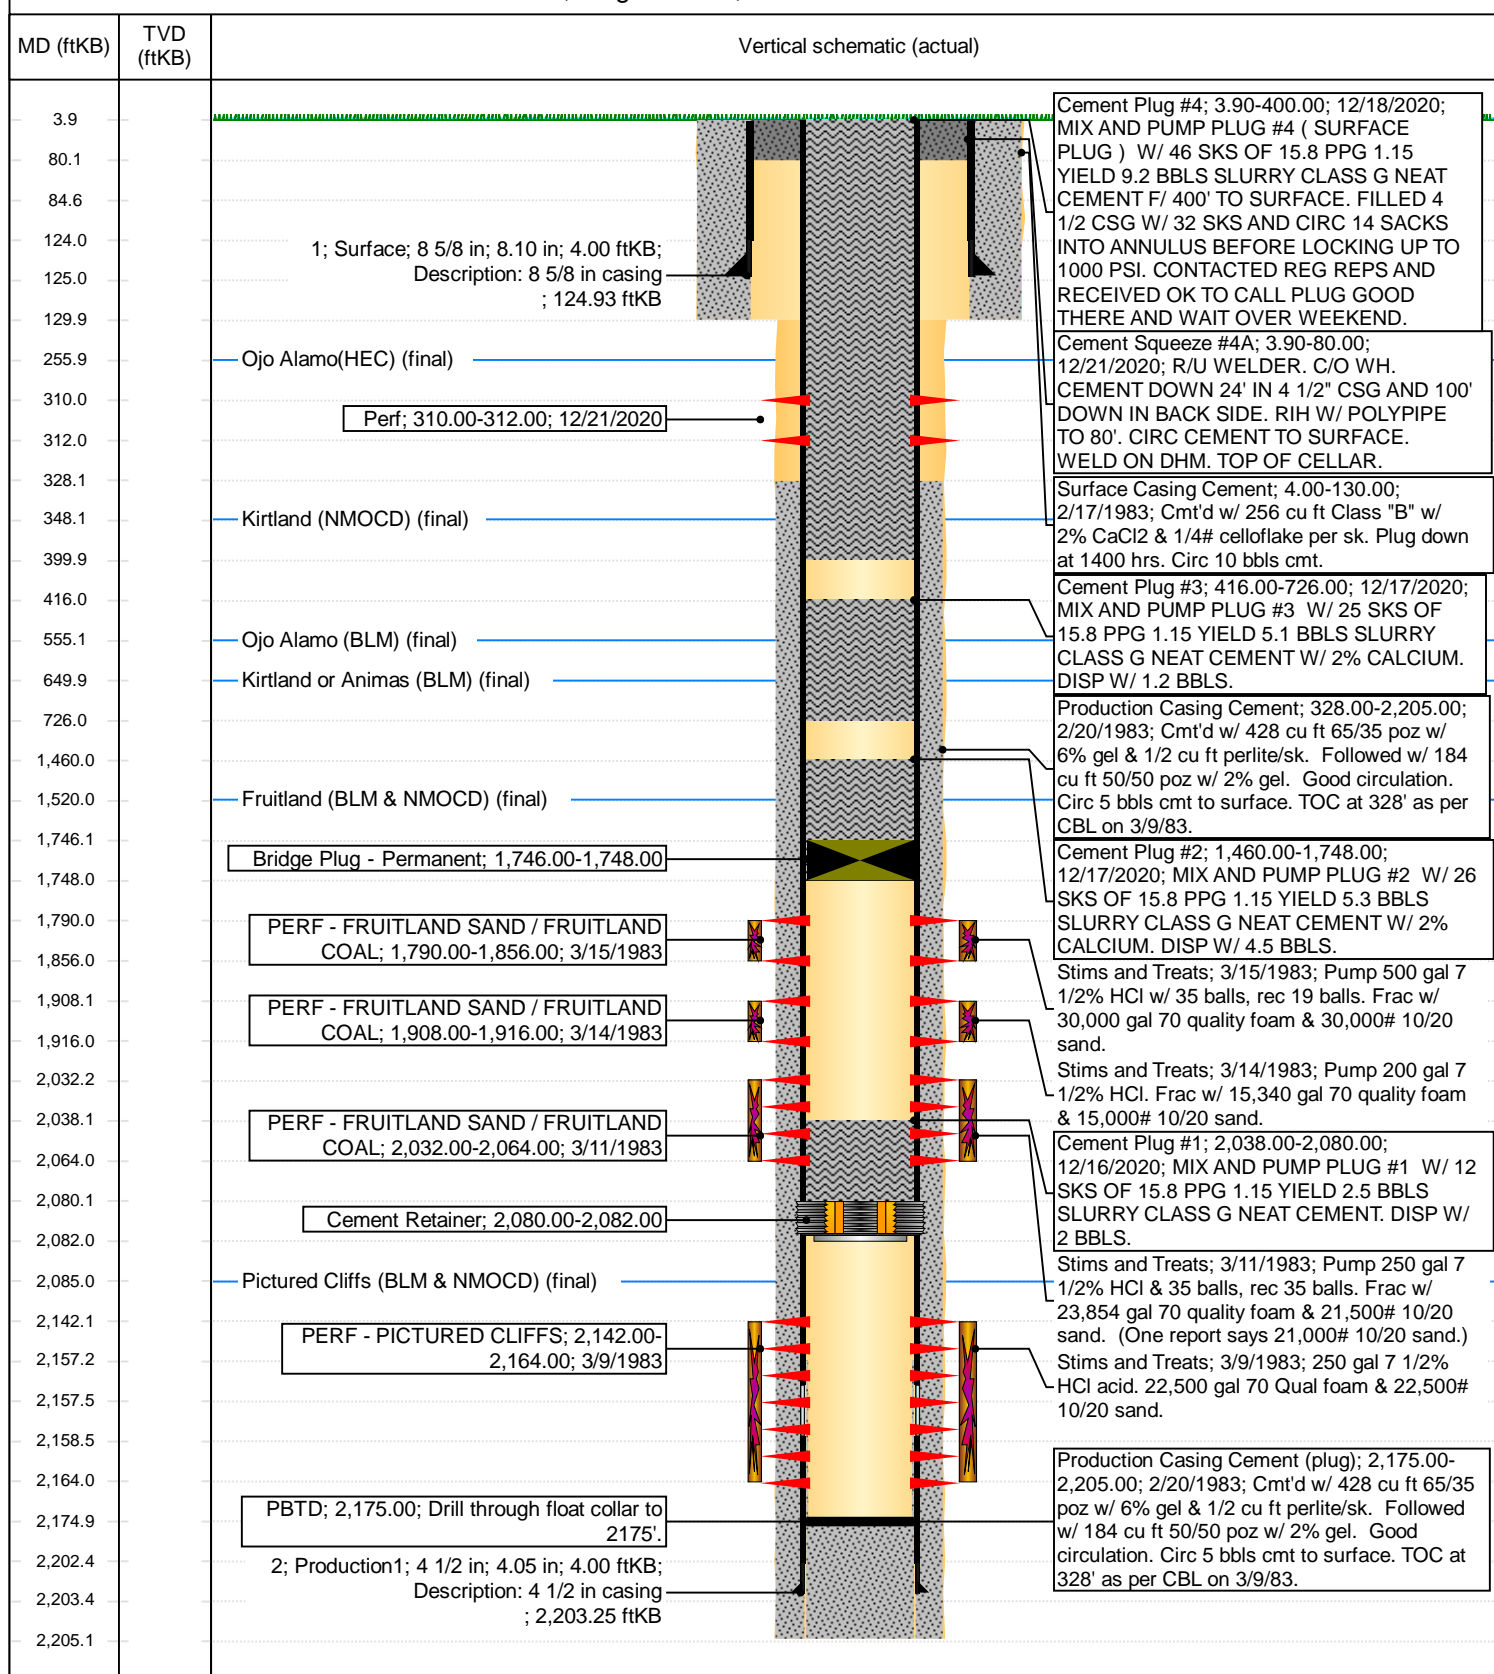 MD (ftKB)
TVD
(ftKB)
Vertical schematic (actual)
3.9
80.1
84.6
124.0
125.0
129.9
255.9
310.0
312.0
328.1
348.1
399.9
416.0
555.1
649.9
726.0
1,460.0
1,520.0
1,746.1
1,748.0
1,790.0
1,856.0
1,908.1
1,916.0
2,032.2
2,038.1
2,064.0
2,080.1
2,082.0
2,085.0
2,142.1
2,157.2
2,157.5
2,158.5
2,164.0
2,174.9
2,202.4
2,203.4
2,205.1
1; Surface; 8 5/8 in; 8.10 in; 4.00 ftKB;
Description: 8 5/8 in casing
; 124.93 ftKB
Ojo Alamo(HEC) (final)
Perf; 310.00-312.00; 12/21/2020
Kirtland (NMOCD) (final)
Ojo Alamo (BLM) (final)
Kirtland or Animas (BLM) (final)
Fruitland (BLM & NMOCD) (final)
Bridge Plug - Permanent; 1,746.00-1,748.00
PERF - FRUITLAND SAND / FRUITLAND
COAL; 1,790.00-1,856.00; 3/15/1983
PERF - FRUITLAND SAND / FRUITLAND
COAL; 1,908.00-1,916.00; 3/14/1983
PERF - FRUITLAND SAND / FRUITLAND
COAL; 2,032.00-2,064.00; 3/11/1983
Cement Retainer; 2,080.00-2,082.00
Pictured Cliffs (BLM & NMOCD) (final)
PERF - PICTURED CLIFFS; 2,142.00-
2,164.00; 3/9/1983
PBTD; 2,175.00; Drill through float collar to
2175'.
2; Production1; 4 1/2 in; 4.05 in; 4.00 ftKB;
Description: 4 1/2 in casing
; 2,203.25 ftKB
Cement Plug #4; 3.90-400.00; 12/18/2020;
MIX AND PUMP PLUG #4 ( SURFACE
PLUG )  W/ 46 SKS OF 15.8 PPG 1.15
YIELD 9.2 BBLS SLURRY CLASS G NEAT
CEMENT F/ 400' TO SURFACE. FILLED 4
1/2 CSG W/ 32 SKS AND CIRC 14 SACKS
INTO ANNULUS BEFORE LOCKING UP TO
1000 PSI. CONTACTED REG REPS AND
RECEIVED OK TO CALL PLUG GOOD
THERE AND WAIT OVER WEEKEND.
Cement Squeeze #4A; 3.90-80.00;
12/21/2020; R/U WELDER. C/O WH.
CEMENT DOWN 24' IN 4 1/2" CSG AND 100'
DOWN IN BACK SIDE. RIH W/ POLYPIPE
TO 80'. CIRC CEMENT TO SURFACE.
WELD ON DHM. TOP OF CELLAR.
Surface Casing Cement; 4.00-130.00;
2/17/1983; Cmt'd w/ 256 cu ft Class "B" w/
2% CaCl2 & 1/4# celloflake per sk. Plug down
at 1400 hrs. Circ 10 bbls cmt.
Cement Plug #3; 416.00-726.00; 12/17/2020;
MIX AND PUMP PLUG #3  W/ 25 SKS OF
15.8 PPG 1.15 YIELD 5.1 BBLS SLURRY
CLASS G NEAT CEMENT W/ 2% CALCIUM.
DISP W/ 1.2 BBLS.
Production Casing Cement; 328.00-2,205.00;
2/20/1983; Cmt'd w/ 428 cu ft 65/35 poz w/
6% gel & 1/2 cu ft perlite/sk.  Followed w/ 184
cu ft 50/50 poz w/ 2% gel.  Good circulation.
Circ 5 bbls cmt to surface. TOC at 328' as per
CBL on 3/9/83.
Cement Plug #2; 1,460.00-1,748.00;
12/17/2020; MIX AND PUMP PLUG #2  W/ 26
SKS OF 15.8 PPG 1.15 YIELD 5.3 BBLS
SLURRY CLASS G NEAT CEMENT W/ 2%
CALCIUM. DISP W/ 4.5 BBLS.
Stims and Treats; 3/15/1983; Pump 500 gal 7
1/2% HCl w/ 35 balls, rec 19 balls. Frac w/
30,000 gal 70 quality foam & 30,000# 10/20
sand.
Stims and Treats; 3/14/1983; Pump 200 gal 7
1/2% HCl. Frac w/ 15,340 gal 70 quality foam
& 15,000# 10/20 sand.
Cement Plug #1; 2,038.00-2,080.00;
12/16/2020; MIX AND PUMP PLUG #1  W/ 12
SKS OF 15.8 PPG 1.15 YIELD 2.5 BBLS
SLURRY CLASS G NEAT CEMENT. DISP W/
2 BBLS.
Stims and Treats; 3/11/1983; Pump 250 gal 7
1/2% HCl & 35 balls, rec 35 balls. Frac w/
23,854 gal 70 quality foam & 21,500# 10/20
sand.  (One report says 21,000# 10/20 sand.)
Stims and Treats; 3/9/1983; 250 gal 7 1/2%
HCl acid. 22,500 gal 70 Qual foam & 22,500#
10/20 sand.
Production Casing Cement (plug); 2,175.00-
2,205.00; 2/20/1983; Cmt'd w/ 428 cu ft 65/35
poz w/ 6% gel & 1/2 cu ft perlite/sk.  Followed
w/ 184 cu ft 50/50 poz w/ 2% gel.  Good
circulation. Circ 5 bbls cmt to surface. TOC at
328' as per CBL on 3/9/83.